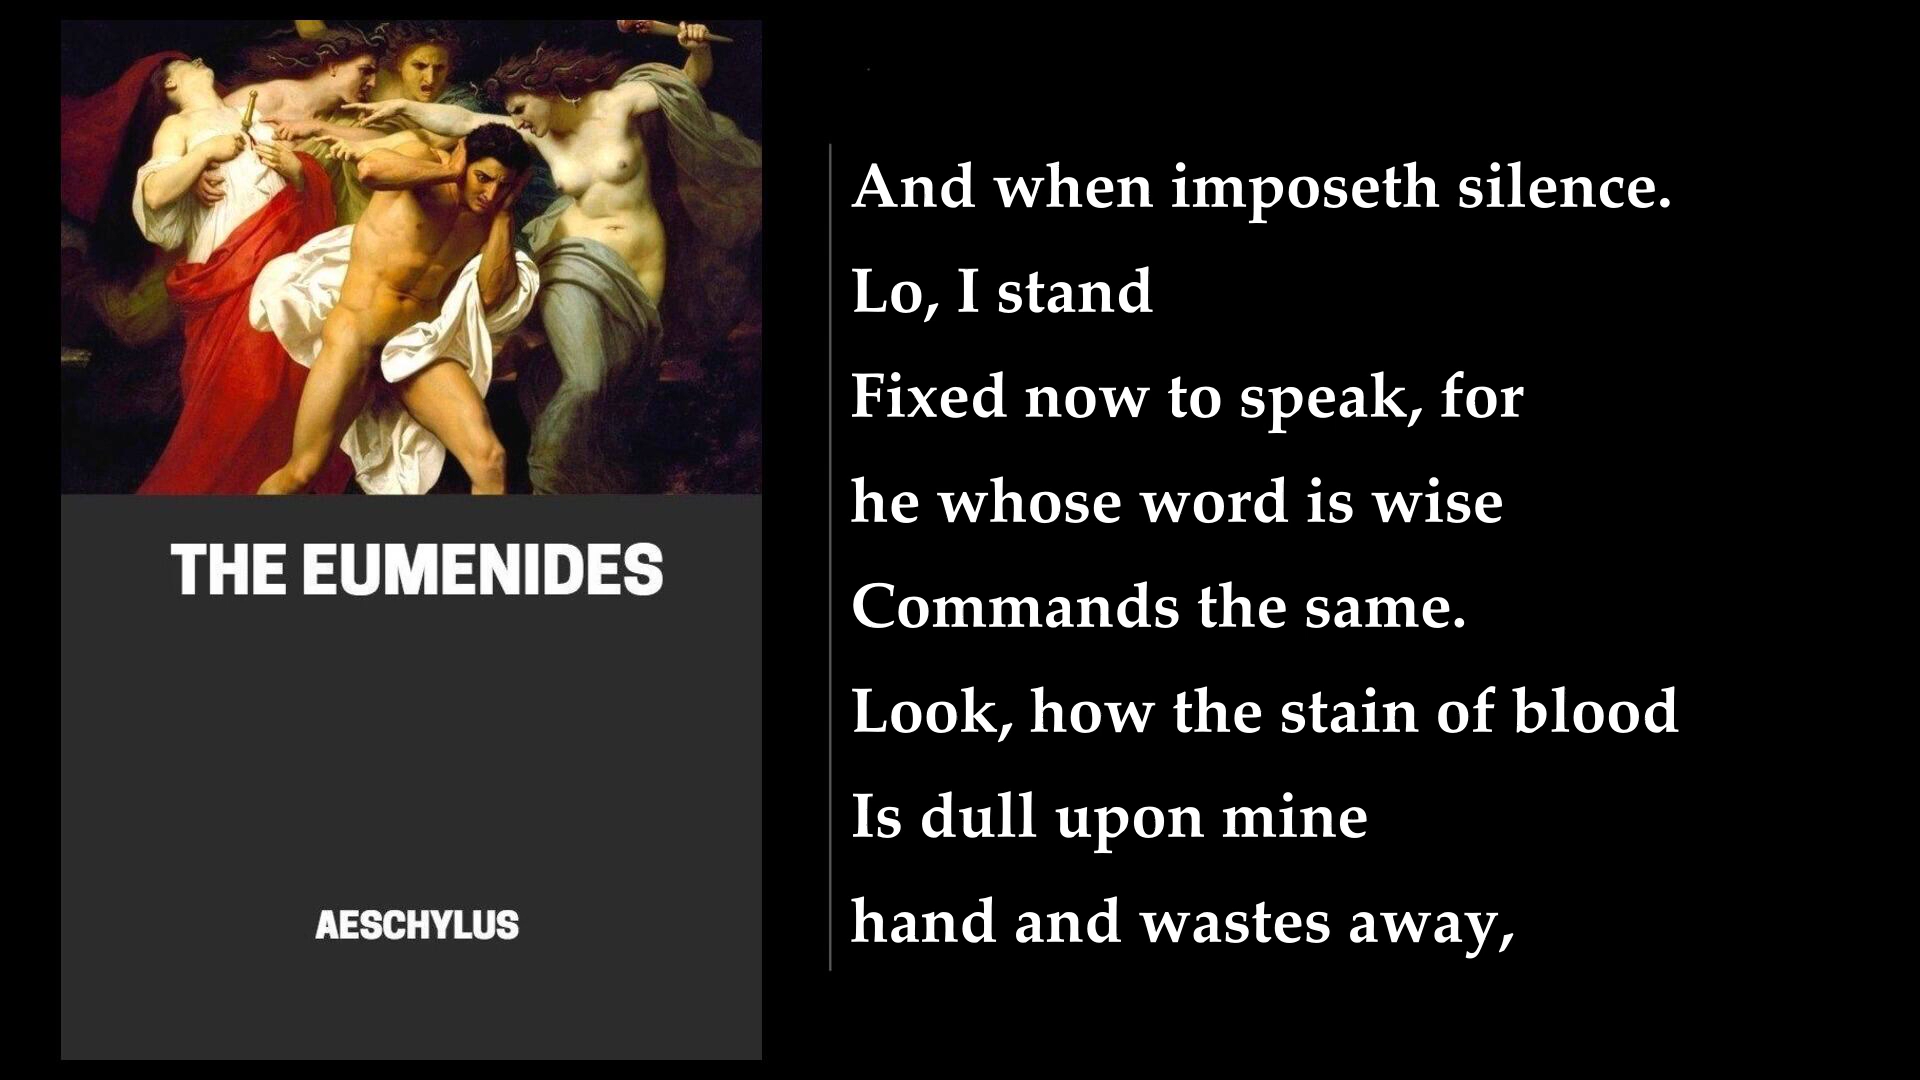 THE EUMENIDES
AESCHYLUS
And when imposeth silence.
Lo, I stand
Fixed now to speak, for
he whose word is wise
Commands the same.
Look, how the stain of blood
Is dull upon mine
hand and wastes away,